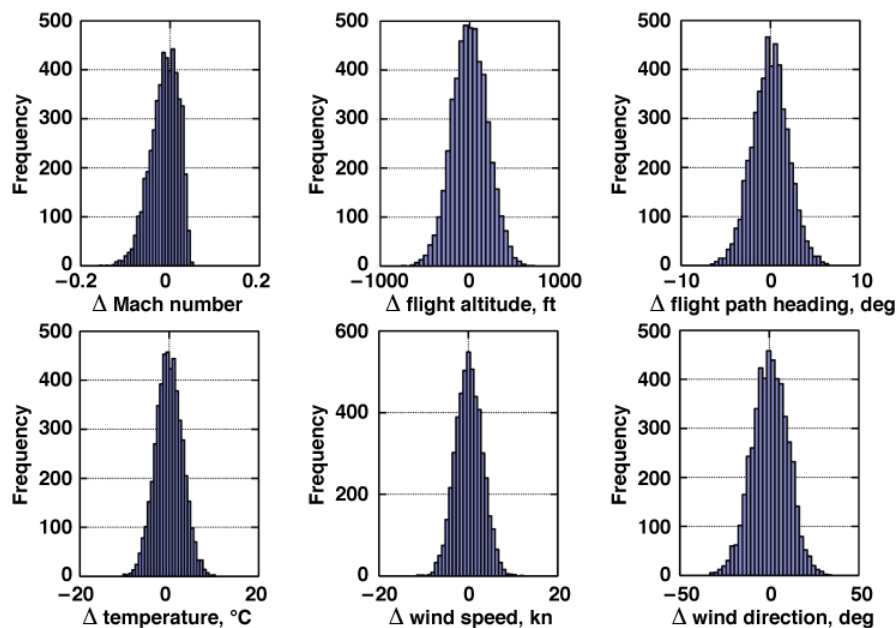 500
400
300
200
100
0
Frequency
−0.2 0 0.2
Δ Mach number
500
400
300
200
100
0
Frequency
−1000 0 1000
Δ flight altitude, ft
500
400
300
200
100
0
Frequency
−10 0 10
Δ flight path heading, deg
500
400
300
200
100
0
Frequency
−20 0 20
Δ temperature, °C
600
400
200
0
Frequency
−20 0 20
Δ wind speed, kn
500
400
300
200
100
0
Frequency
−50 0 50
Δ wind direction, deg